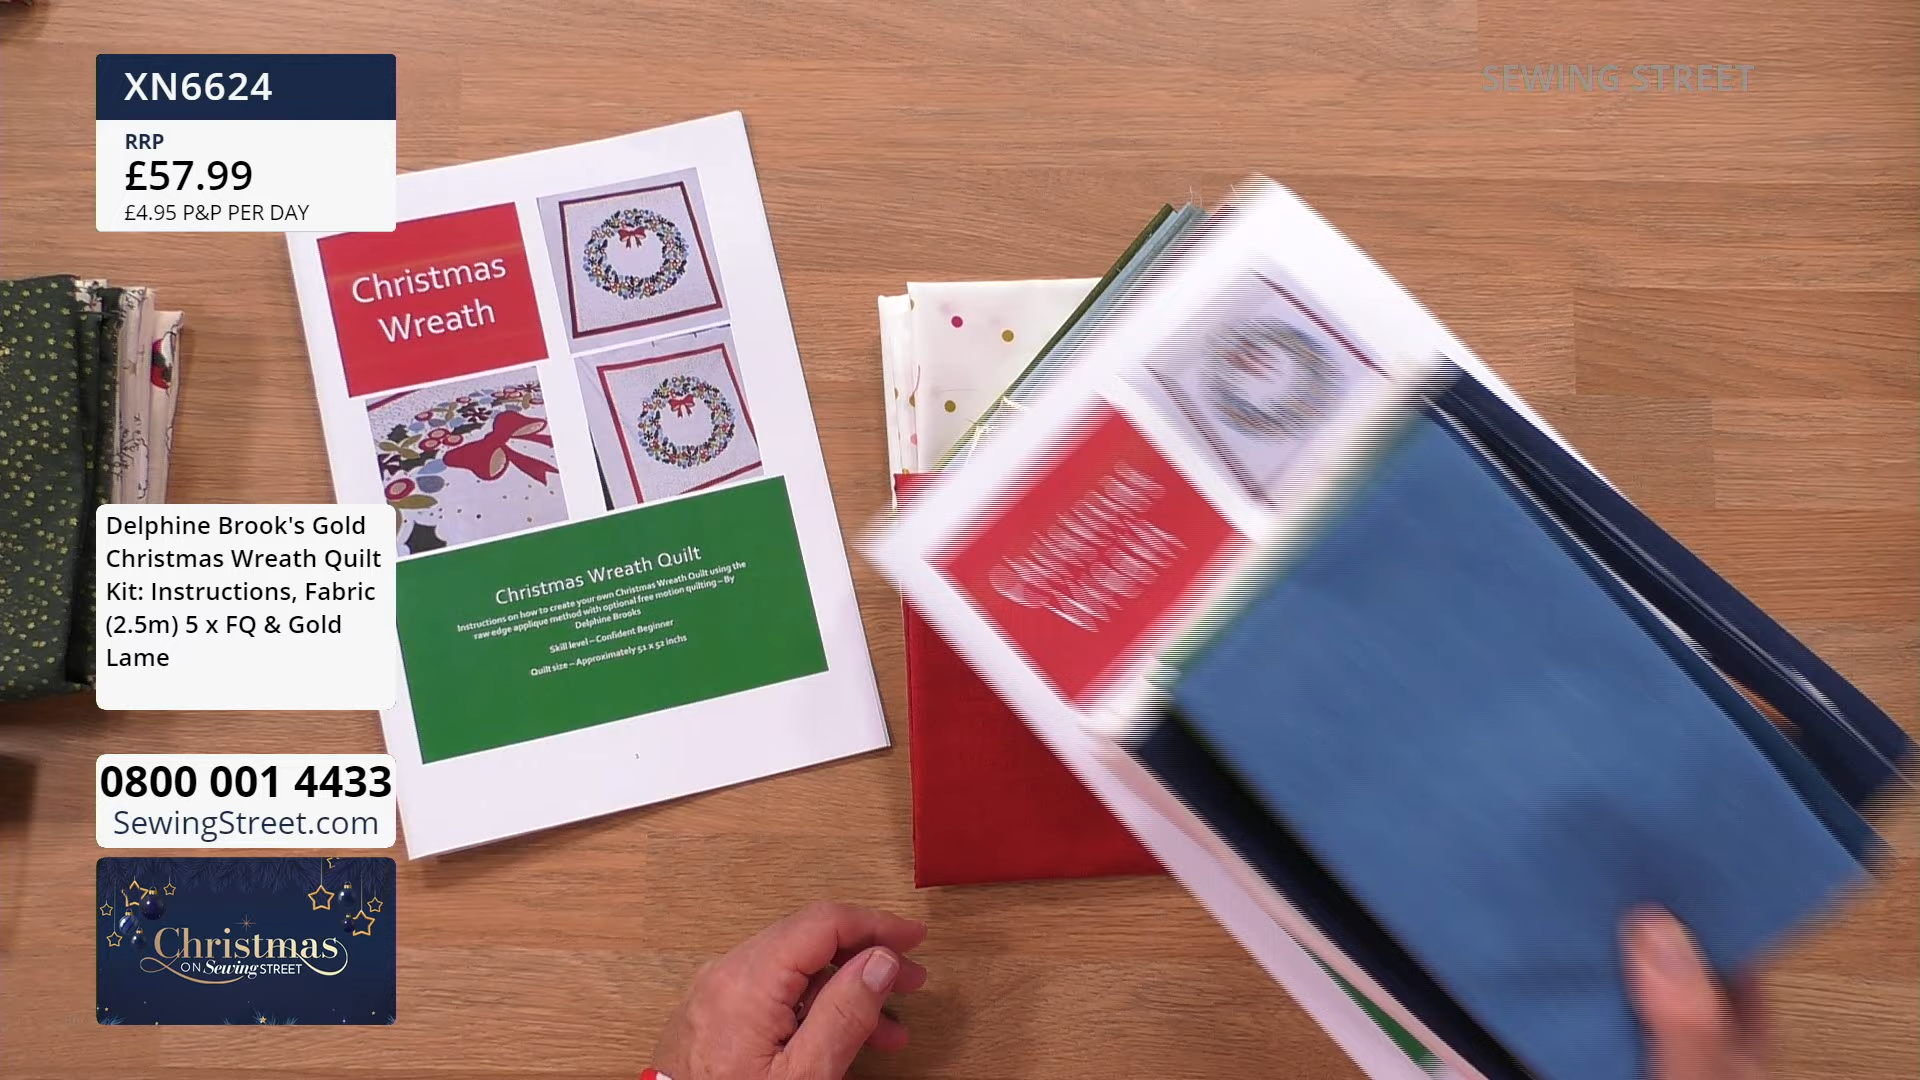 XN6624
RRP
£57.99
£4.95 P&P PER DAY
SEWING STREET
Christmas
Wreath
Christmas Wreath Quilt
Instructions on how to create your own Christmas Wreath Quilt using the
raw edge applique method with optional free motion quilting – By
Delphine Brooks
Skill level – Confident Beginner
Quilt size – Approximately 51 x 52 inchs
1
Delphine Brook's Gold
Christmas Wreath Quilt
Kit: Instructions, Fabric
(2.5m) 5 x FQ & Gold
Lame
0800 001 4433
SewingStreet.com
Christmas
ON Sewing STREET